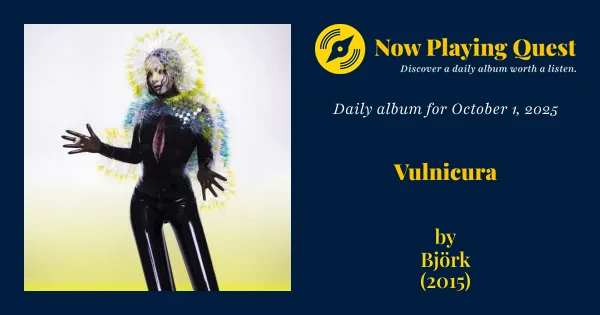 Now Playing Quest
Discover a daily album worth a listen.
Daily album for October 1, 2025
Vulnicura
by
Björk
(2015)